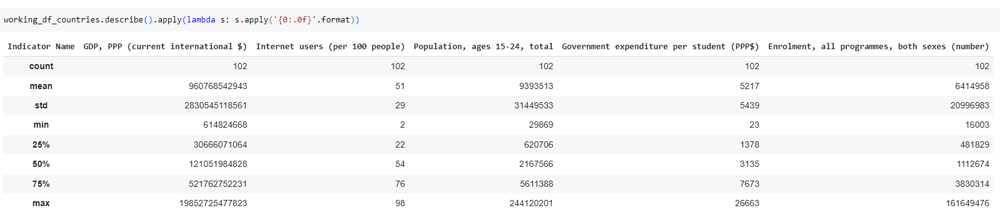 working_df_countries.describe().apply(lambda s: s.apply('{0:.0f}'.format))
Indicator Name GDP, PPP (current international $) Internet users (per 100 people) Population, ages 15-24, total Government expenditure per student (PPP$) Enrolment, all programmes, both sexes (number)
count 102 102 102 102 102
mean 960768542943 51 9393513 5217 6414958
std 2830545118561 29 31449533 5439 20996983
min 614824668 2 29869 23 16003
25% 30666071064 22 620706 1378 481829
50% 121051984828 54 2167566 3135 1112674
75% 521762752231 76 5611388 7673 3830314
max 19852725477823 98 244120201 26663 161649476